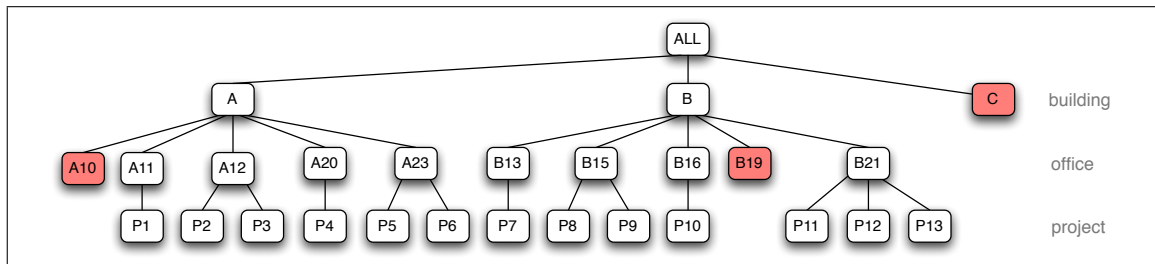 ALL
A B C building
A10 A11 A12 A20 A23 B13 B15 B16 B19 B21 office
P1 P2 P3 P4 P5 P6 P7 P8 P9 P10 P11 P12 P13 project